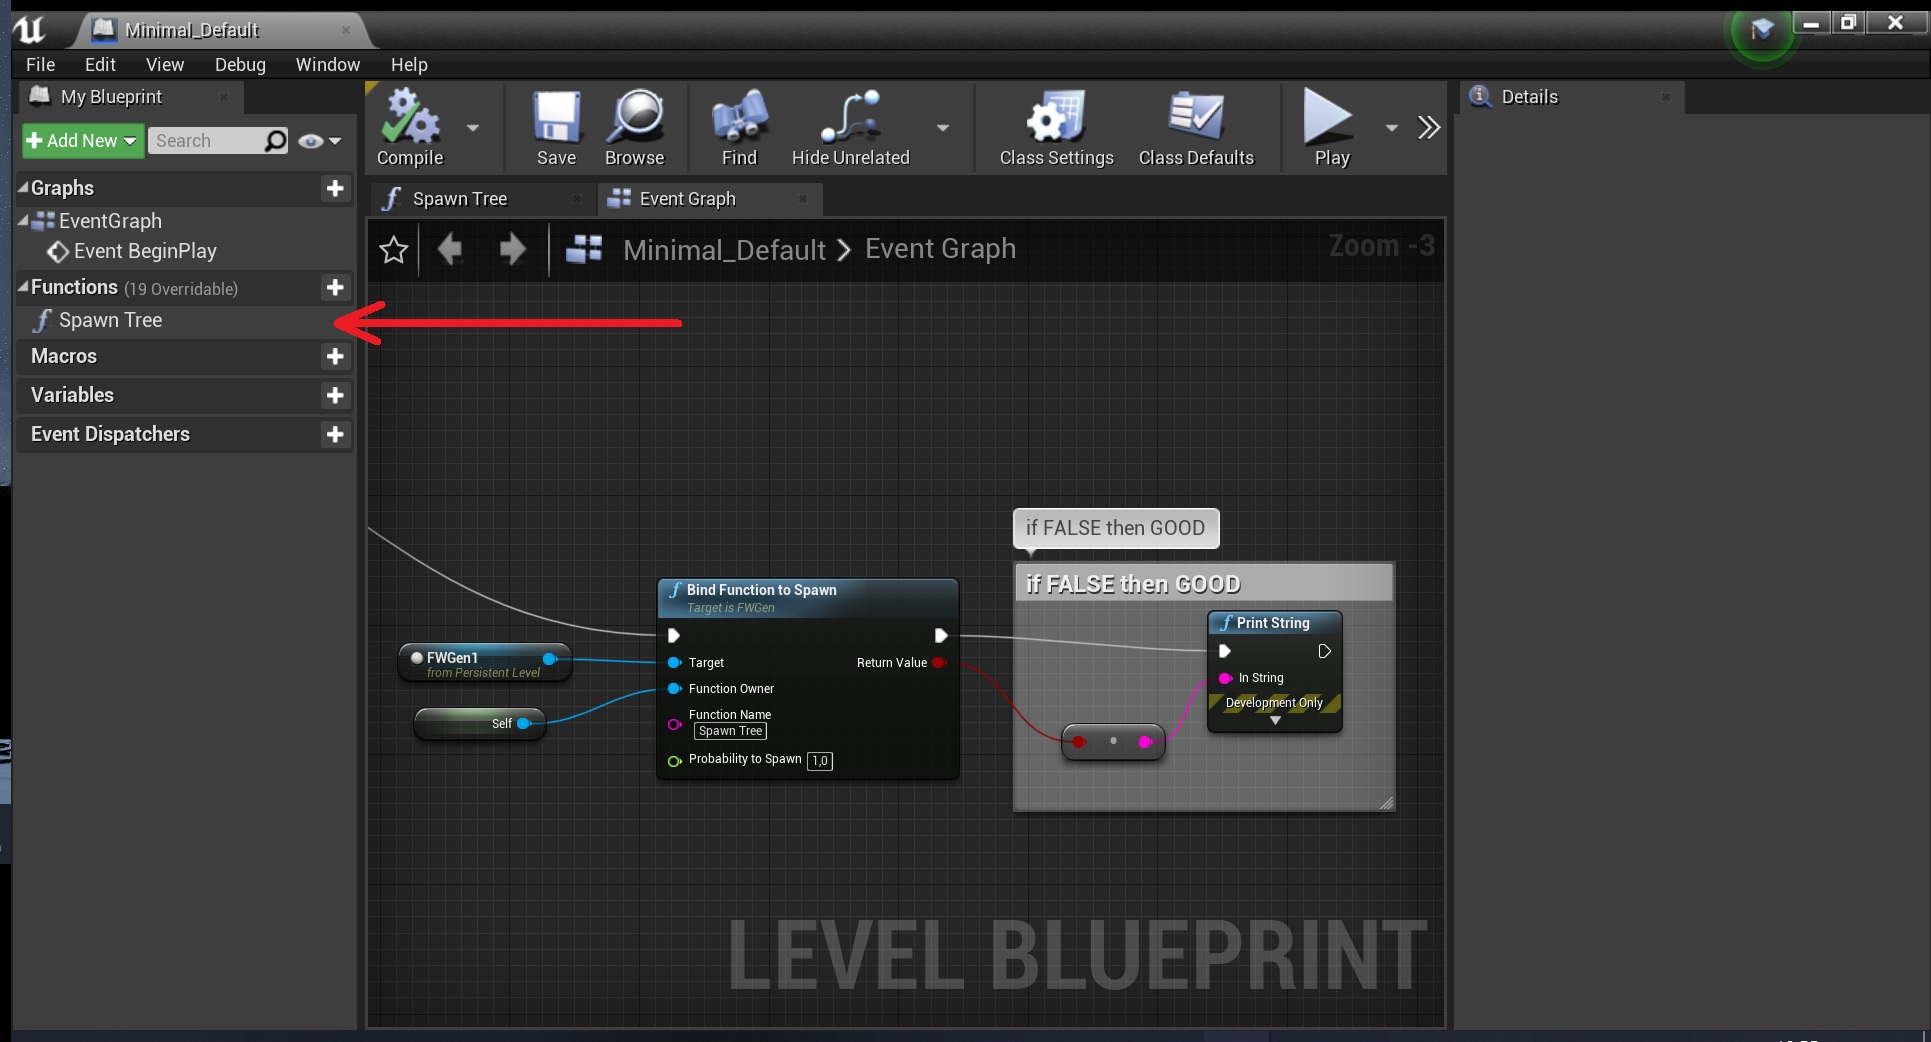 Minimal_Default
File Edit View Debug Window Help
My Blueprint
Details
Add New
Search
Compile
Save
Browse
Find
Hide Unrelated
Class Settings
Class Defaults
Play
Graphs
EventGraph
Event BeginPlay
Functions (19 Overridable)
Spawn Tree
Macros
Variables
Event Dispatchers
Spawn Tree
Event Graph
Minimal_Default > Event Graph
Zoom -3
if FALSE then GOOD
if FALSE then GOOD
Bind Function to Spawn
Target is FWGen
Target
Return Value
Function Owner
Function Name
Spawn Tree
Probability to Spawn 1,0
FWGen1
from Persistent Level
Self
Print String
In String
Development Only
LEVEL BLUEPRINT